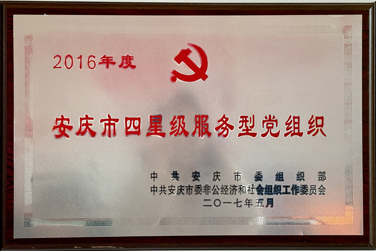 2016年度
安庆市四星级服务型党组织
中共安庆市委组织部
中共安庆市委非公经济和社会组织工作委员会
二〇一七年五月